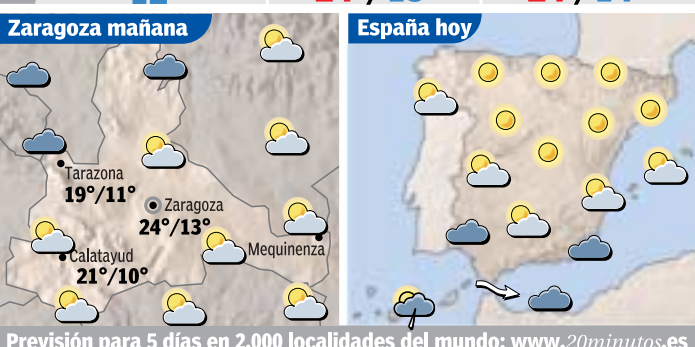 Zaragoza mañana
España hoy
Tarazona
19°/11°
Zaragoza
24°/13°
Mequinenza
Calatayud
21°/10°
Previsión para 5 días en 2.000 localidades del mundo: www.20minutos.es